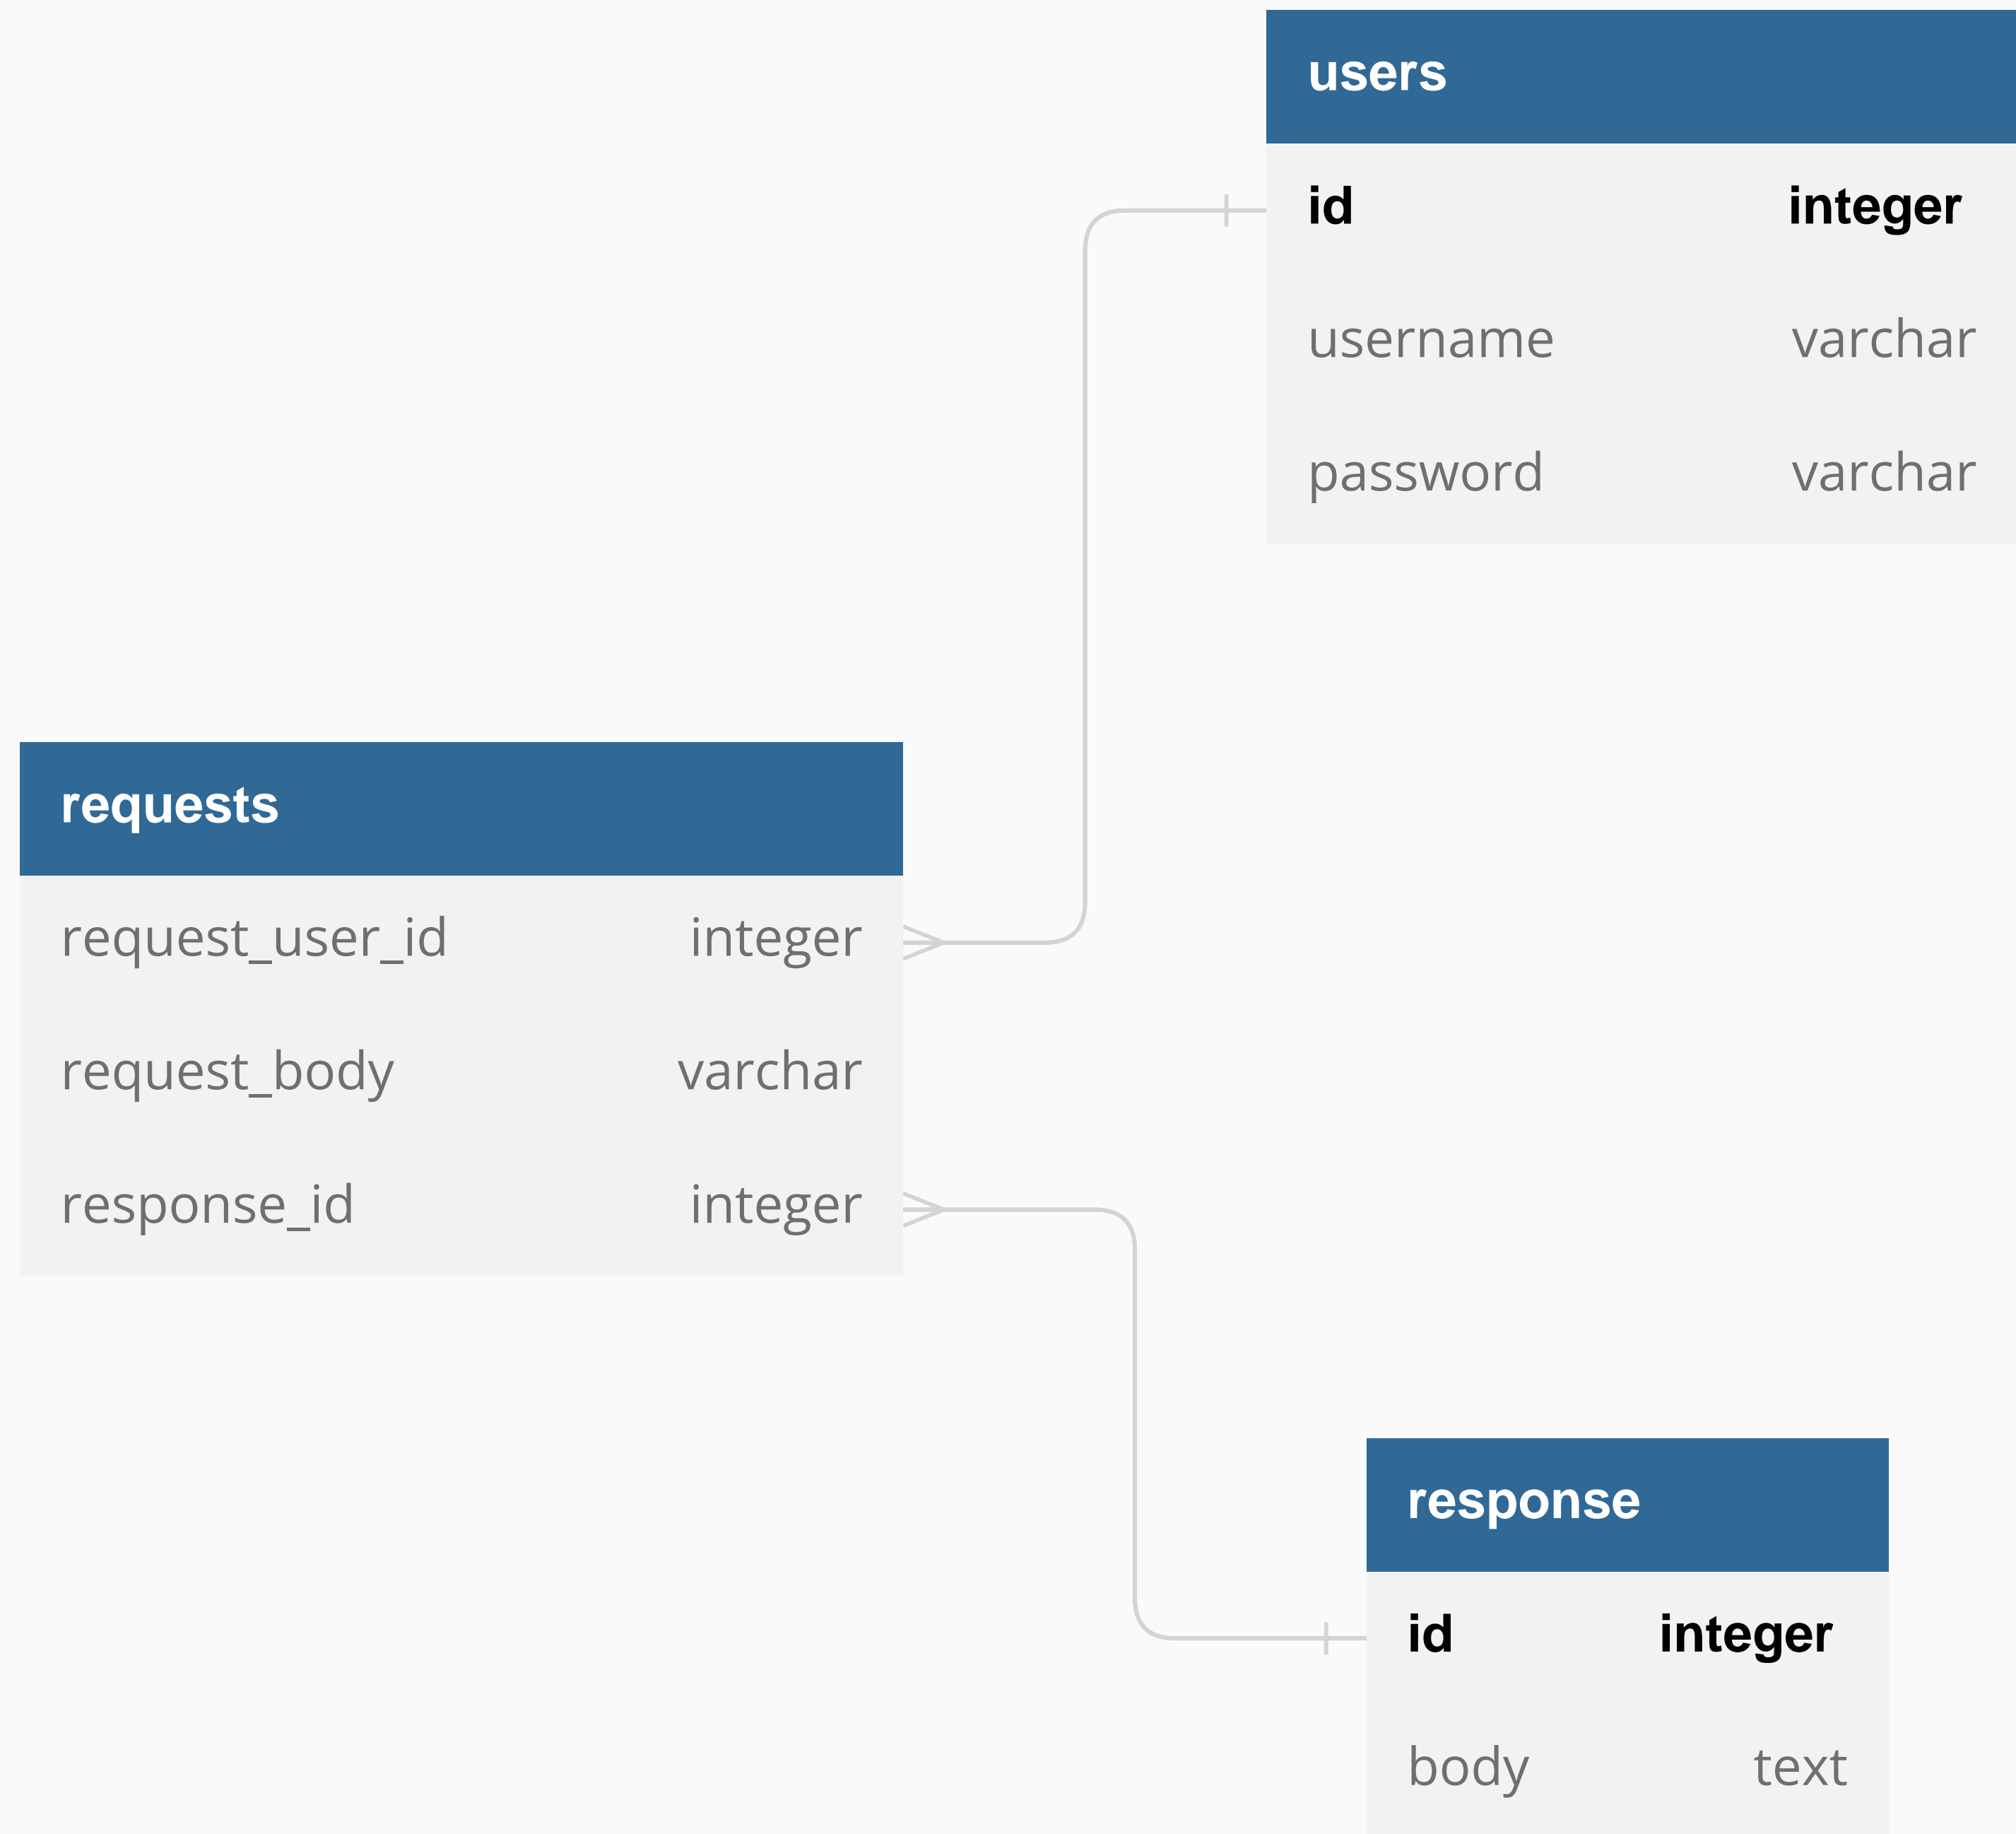 users
id integer
username varchar
password varchar
requests
request_user_id integer
request_body varchar
response_id integer
response
id integer
body text